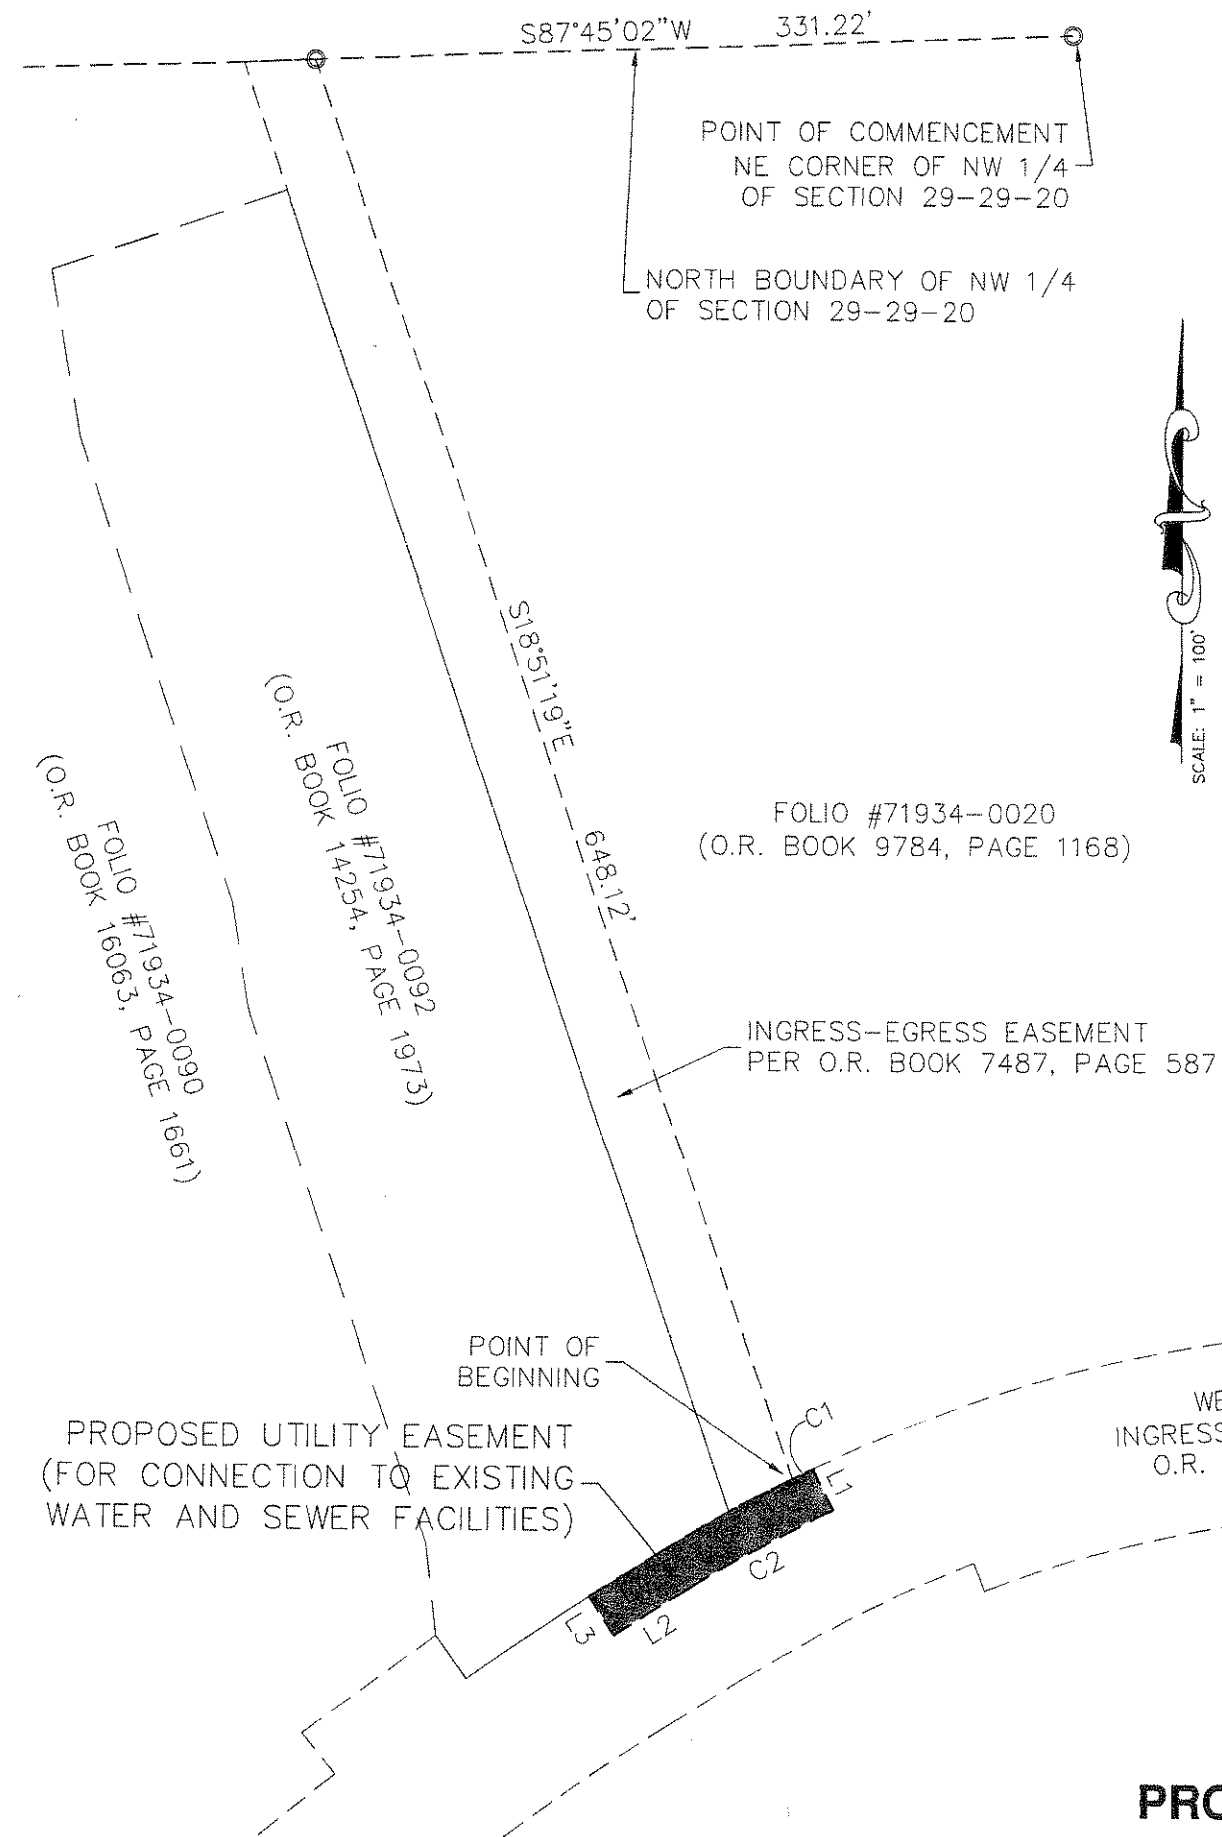 S87°45'02"W 331.22'
POINT OF COMMENCEMENT
NE CORNER OF NW 1/4
OF SECTION 29-29-20
NORTH BOUNDARY OF NW 1/4
OF SECTION 29-29-20
SCALE: 1" = 100'
S18°51'19"E 648.12'
FOLIO #71934-0020
(O.R. BOOK 9784, PAGE 1168)
FOLIO #71934-0092
(O.R. BOOK 14254, PAGE 1973)
FOLIO #71934-0090
(O.R. BOOK 16063, PAGE 1661)
INGRESS-EGRESS EASEMENT
PER O.R. BOOK 7487, PAGE 587
POINT OF
BEGINNING
C1
L1
WE
INGRESS
O.R.
PROPOSED UTILITY EASEMENT
(FOR CONNECTION TO EXISTING
WATER AND SEWER FACILITIES)
C2
L2
L3
PRO